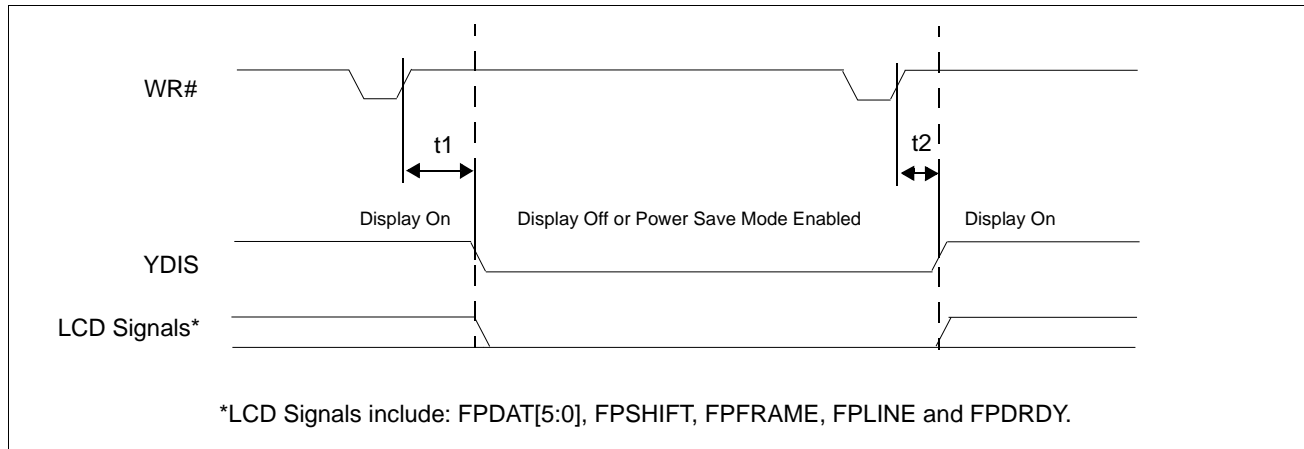 WR#
t1
t2
Display On
Display Off or Power Save Mode Enabled
Display On
YDIS
LCD Signals*
*LCD Signals include: FPDAT[5:0], FPSHIFT, FPFRAME, FPLINE and FPDRDY.